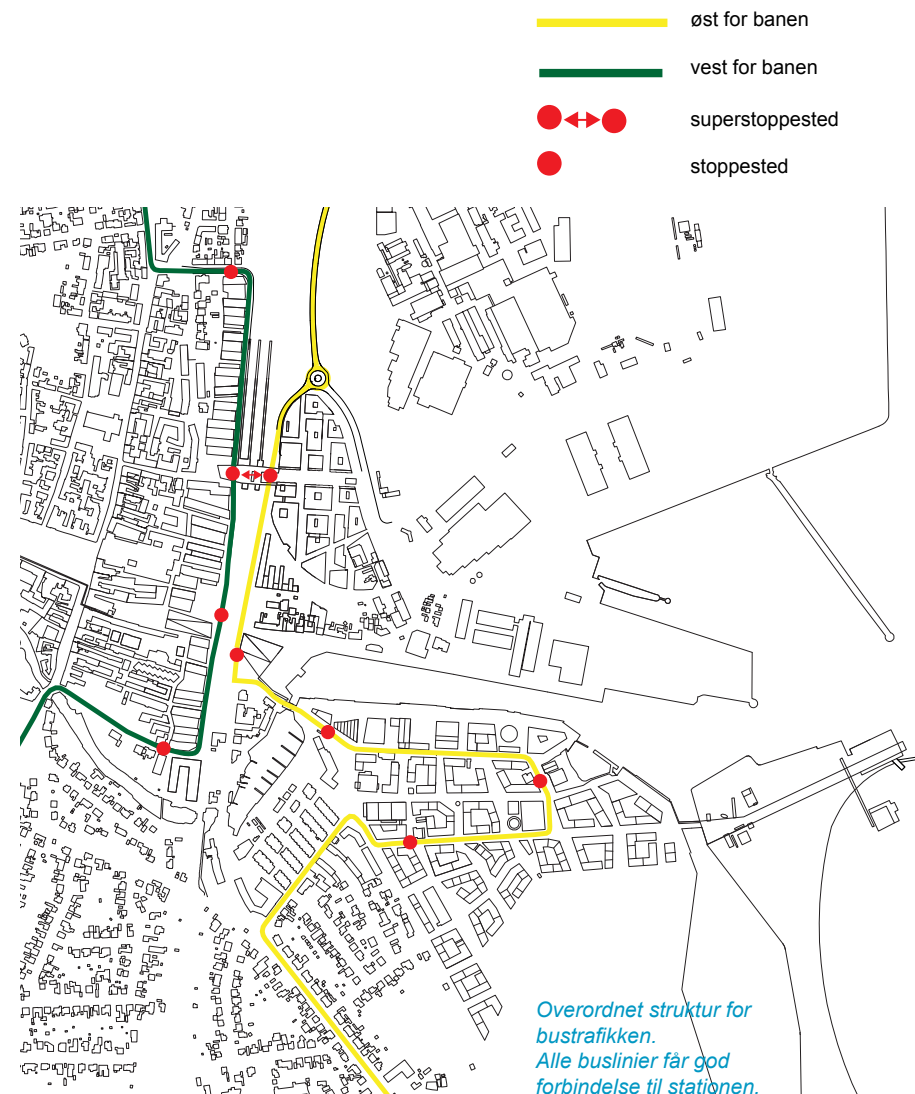 øst for banen
vest for banen
superstoppested
stoppested
Overordnet struktur for
bustrafikken.
Alle buslinier får god
forbindelse til stationen.